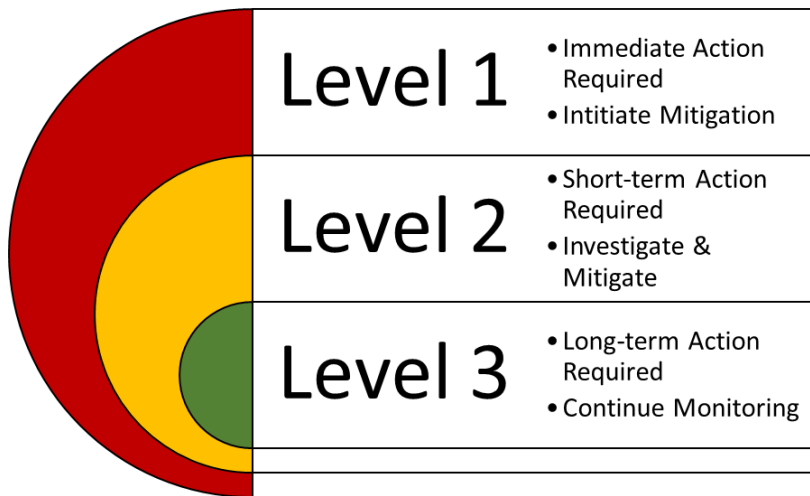 Level 1
• Immediate Action
Required
• Intitiate Mitigation
Level 2
• Short-term Action
Required
• Investigate &
Mitigate
Level 3
• Long-term Action
Required
• Continue Monitoring